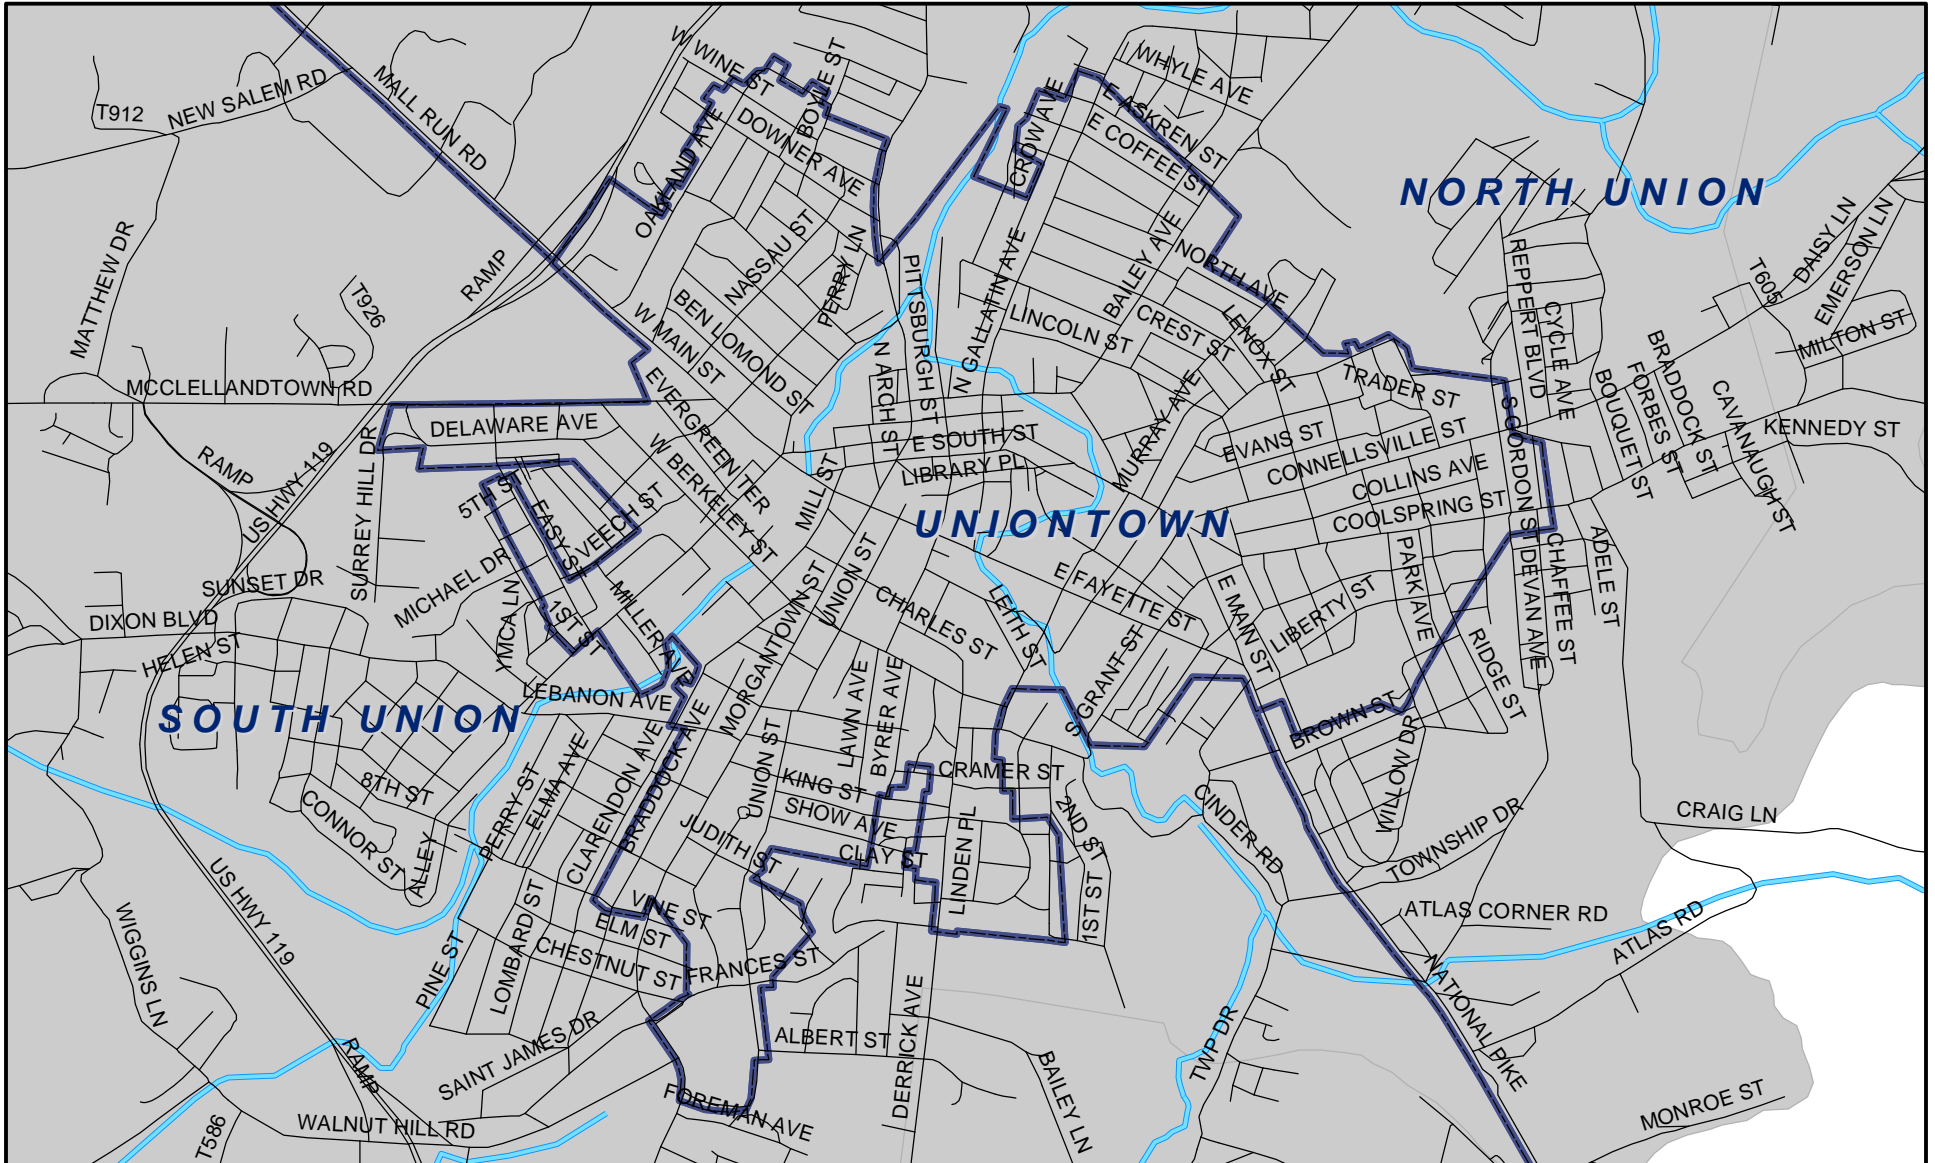 W WINE ST
BOYLE ST
WHYLE AVE
MALL RUN RD
NEW SALEM RD
T912
CROW AVE
E ASKREN ST
DOWNER AVE
E COFFEE ST
OAKLAND AVE
NORTH UNION
DAISY LN
EMERSON LN
MATTHEW DR
RAMP
NASSAU ST
PERRY LN
PITTSBURGH ST
N GALLATIN AVE
BAILEY AVE
NORTH AVE
REPPERT BLVD
T605
T926
BEN LOMOND ST
W MAIN ST
LINCOLN ST
CREST ST
LENOX ST
CYCLE AVE
MILTON ST
MCCLELLANDTOWN RD
EVERGREEN TER
N ARCH ST
TRADER ST
BOUQUET ST
FORBES ST
BRADDOCK ST
CAVANAUGH ST
KENNEDY ST
DELAWARE AVE
W BERKELEY ST
E SOUTH ST
LIBRARY PL
MURRAY AVE
EVANS ST
CONNELLSVILLE ST
COLLINS AVE
COOLSPRING ST
S GORDON ST
RAMP
US HWY 119
SURREY HILL DR
5TH ST
EASY ST
VEECH ST
MILL ST
UNIONTOWN
SUNSET DR
MICHAEL DR
YMCA LN
1ST ST
MILLER AVE
UNION ST
MORGANTOWN ST
CHARLES ST
LEITH ST
E FAYETTE ST
E MAIN ST
LIBERTY ST
PARK AVE
RIDGE ST
DEVAN AVE
CHAFFEE ST
ADELE ST
DIXON BLVD
HELEN ST
SOUTH UNION
LEBANON AVE
LAWN AVE
BYRER AVE
S GRANT ST
BROWN ST
WILLOW DR
8TH ST
CONNOR ST
ALLEY
PERRY ST
ELMA AVE
CLARENDON AVE
BRADDOCK AVE
UNION ST
KING ST
SHOW AVE
CLAY ST
JUDITH ST
CRAMER ST
LINDEN PL
2ND ST
1ST ST
CINDER RD
TOWNSHIP DR
CRAIG LN
US HWY 119
WIGGINS LN
PINE ST
LOMBARD ST
VINE ST
ELM ST
CHESTNUT ST
FRANCES ST
ATLAS CORNER RD
ATLAS RD
NATIONAL PIKE
RAMP
SAINT JAMES DR
ALBERT ST
DERRICK AVE
BAILEY LN
TWP DR
WALNUT HILL RD
T586
FOREMAN AVE
MONROE ST